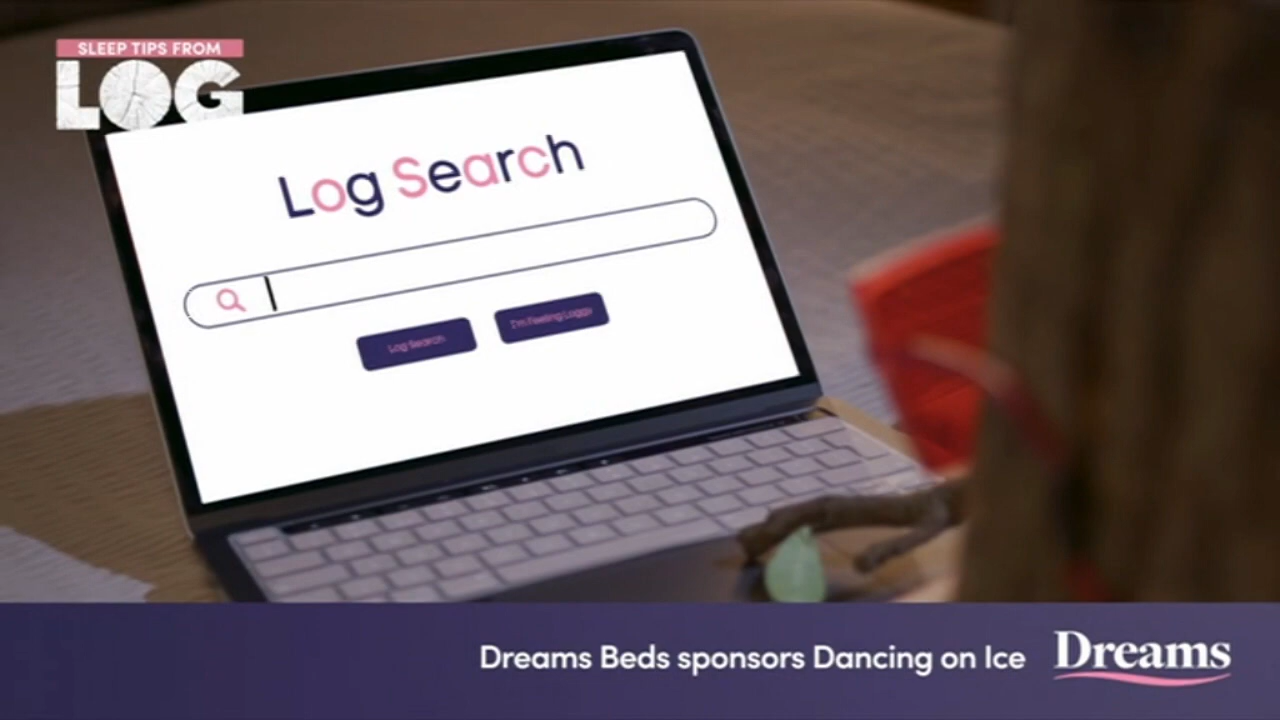 SLEEP TIPS FROM
LOG
Log Search
Log Search
I'm Feeling Loggy
Dreams Beds sponsors Dancing on Ice
Dreams